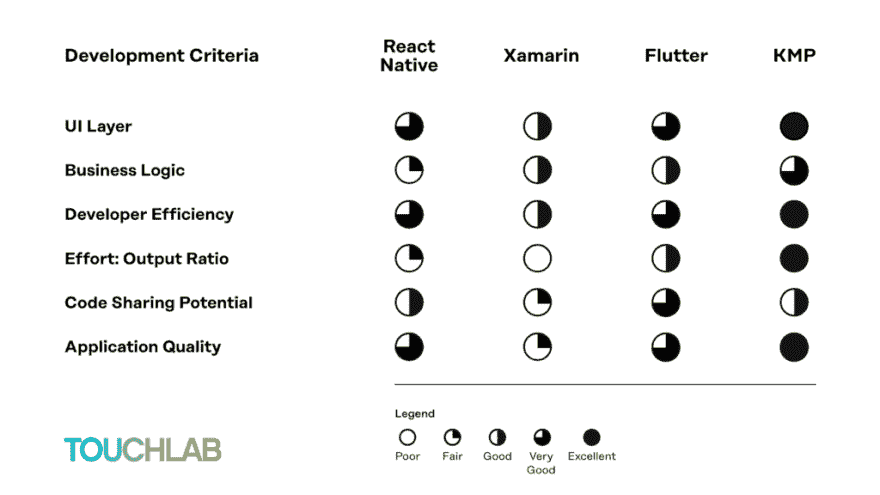 Development Criteria
React
Native
Xamarin
Flutter
KMP
UI Layer
Business Logic
Developer Efficiency
Effort: Output Ratio
Code Sharing Potential
Application Quality
Legend
Poor
Fair
Good
Very
Good
Excellent
TOUCHLAB